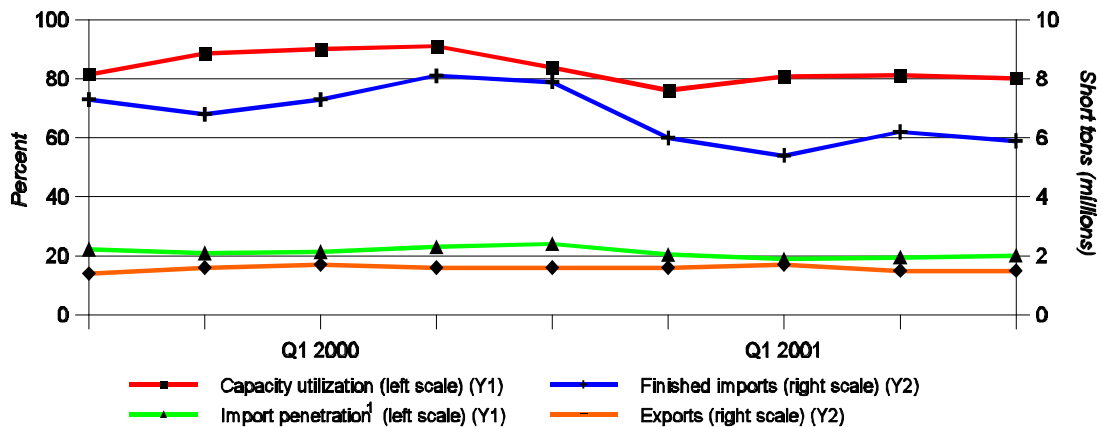 100
80
60
40
20
0
Percent
10
8
6
4
2
0
Short tons (millions)
Q1 2000
Q1 2001
Capacity utilization (left scale) (Y1)
Finished imports (right scale) (Y2)
Import penetration¹ (left scale) (Y1)
Exports (right scale) (Y2)